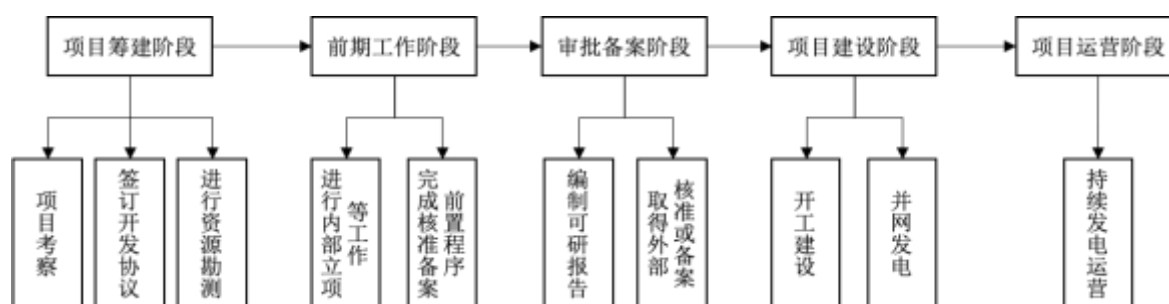 项目筹建阶段
前期工作阶段
审批备案阶段
项目建设阶段
项目运营阶段
项目考察
签订开发协议
进行资源勘测
进行内部立项
等工作
完成核准备案
前置程序
编制可研报告
取得外部
核准或备案
开工建设
并网发电
持续发电运营